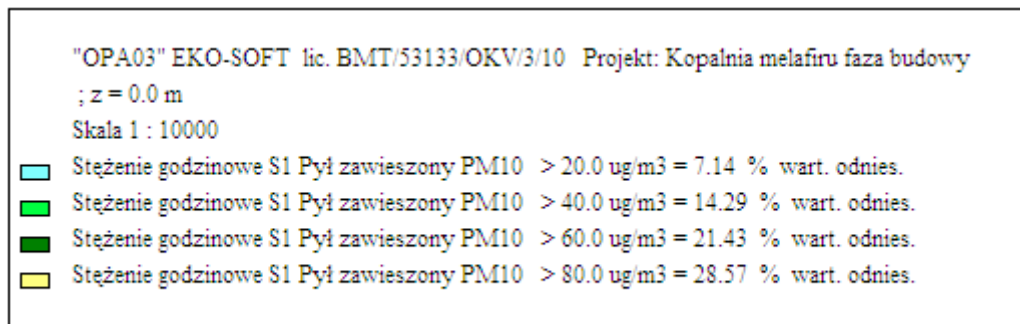 "OPA03" EKO-SOFT lic. BMT/53133/OKV/3/10 Projekt: Kopalnia melafiru faza budowy
; z = 0.0 m
Skala 1 : 10000
Stężenie godzinowe S1 Pył zawieszony PM10 > 20.0 ug/m3 = 7.14 % wart. odnies.
Stężenie godzinowe S1 Pył zawieszony PM10 > 40.0 ug/m3 = 14.29 % wart. odnies.
Stężenie godzinowe S1 Pył zawieszony PM10 > 60.0 ug/m3 = 21.43 % wart. odnies.
Stężenie godzinowe S1 Pył zawieszony PM10 > 80.0 ug/m3 = 28.57 % wart. odnies.